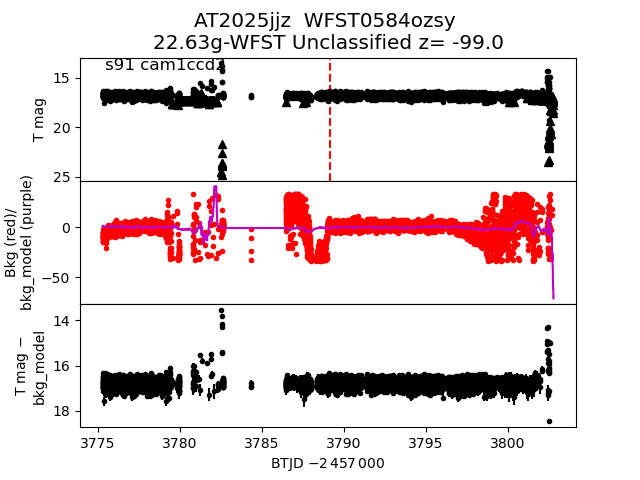 AT2025jjz  WFST0584ozsy
22.63g-WFST Unclassified z= -99.0
s91 cam1ccd2
15
20
25
T mag
0
−50
Bkg (red)/
bkg_model (purple)
14
16
18
T mag −
bkg_model
3775
3780
3785
3790
3795
3800
BTJD −2 457 000